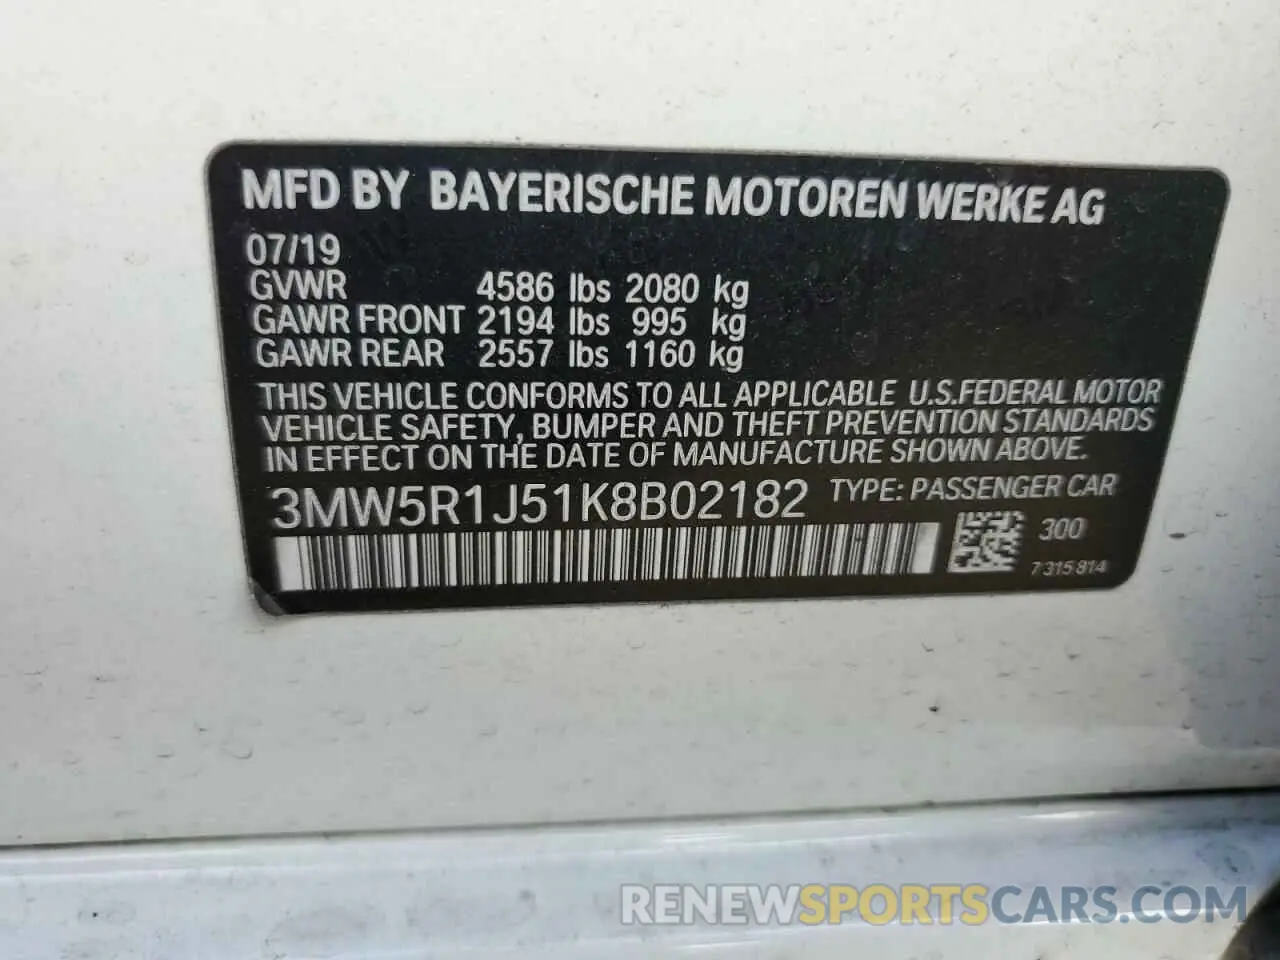 MFD BY BAYERISCHE MOTOREN WERKE AG
07/19
GVWR 4586 lbs 2080 kg
GAWR FRONT 2194 lbs 995 kg
GAWR REAR 2557 lbs 1160 kg
THIS VEHICLE CONFORMS TO ALL APPLICABLE U.S.FEDERAL MOTOR
VEHICLE SAFETY, BUMPER AND THEFT PREVENTION STANDARDS
IN EFFECT ON THE DATE OF MANUFACTURE SHOWN ABOVE.
3MW5R1J51K8B02182 TYPE: PASSENGER CAR
300
7 315 814
RENEWSPORTSCARS.COM